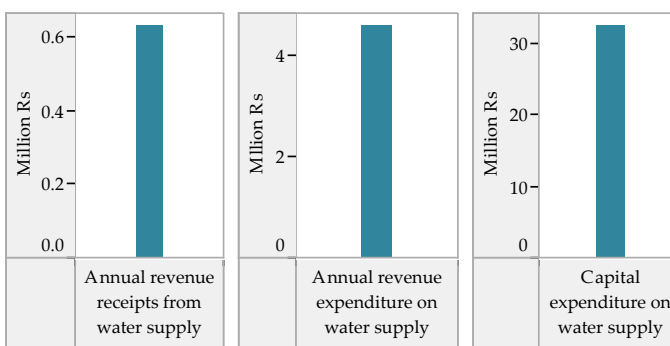 Million Rs
0.6
0.4
0.2
0.0
Annual revenue
receipts from
water supply
Mllion Rs
4
2
0
Annual revenue
expenditure on
water supply
Million Rs
30
20
10
0
Capital
expenditure on
water supply